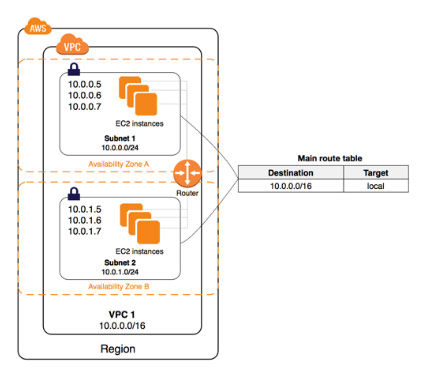 AWS
VPC
10.0.0.5
10.0.0.6
10.0.0.7
EC2 instances
Subnet 1
10.0.0.0/24
Availability Zone A
Router
Main route table
Destination Target
10.0.0.0/16 local
10.0.1.5
10.0.1.6
10.0.1.7
EC2 instances
Subnet 2
10.0.1.0/24
Availability Zone B
VPC 1
10.0.0.0/16
Region